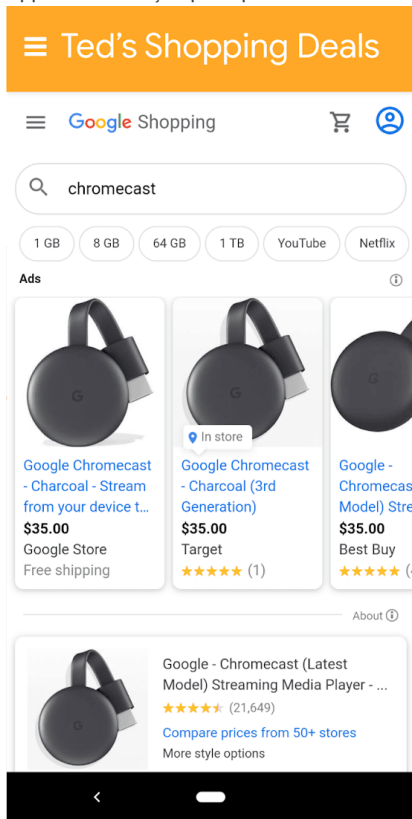 Ted's Shopping Deals
Google Shopping
chromecast
1 GB
8 GB
64 GB
1 TB
YouTube
Netflix
Ads
In store
Google Chromecast
- Charcoal - Stream
from your device t...
$35.00
Google Store
Free shipping
Google Chromecast
- Charcoal (3rd
Generation)
$35.00
Target
(1)
Google -
Chromecas
Model) Stre
$35.00
Best Buy
About
Google - Chromecast (Latest
Model) Streaming Media Player - ...
(21,649)
Compare prices from 50+ stores
More style options